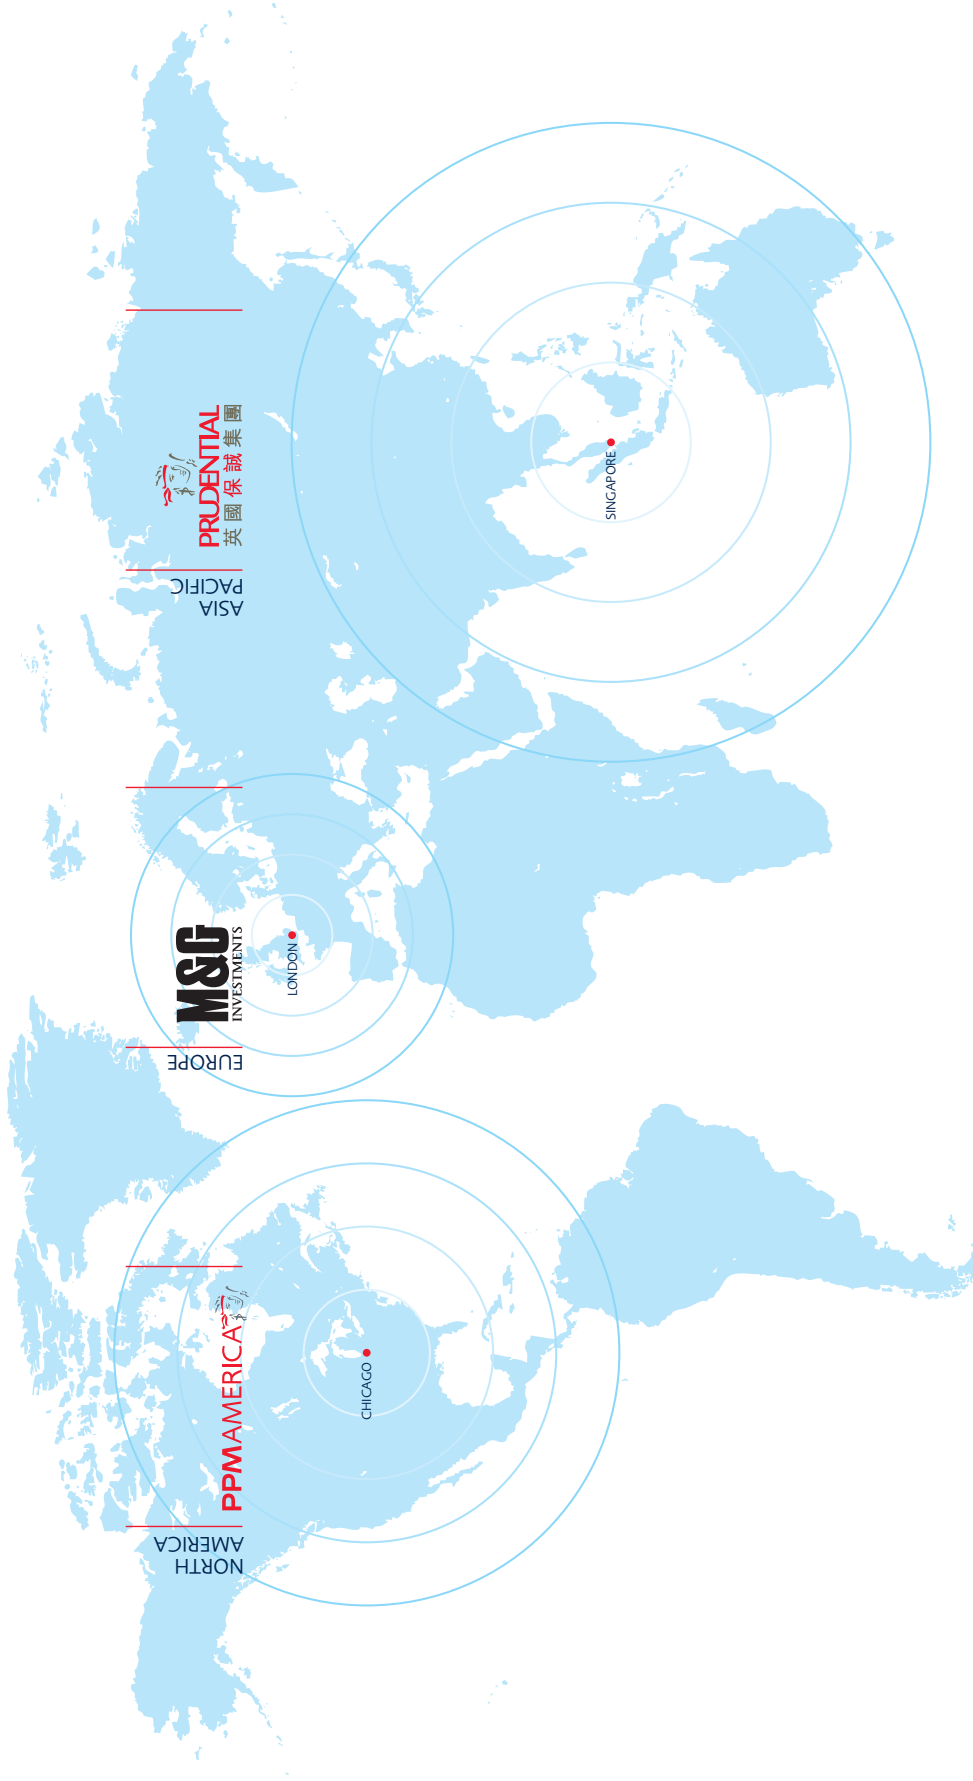 NORTH
AMERICA
PPMAMERICA
CHICAGO
EUROPE
M&G
INVESTMENTS
LONDON
ASIA
PACIFIC
PRUDENTIAL
英國保誠集團
SINGAPORE